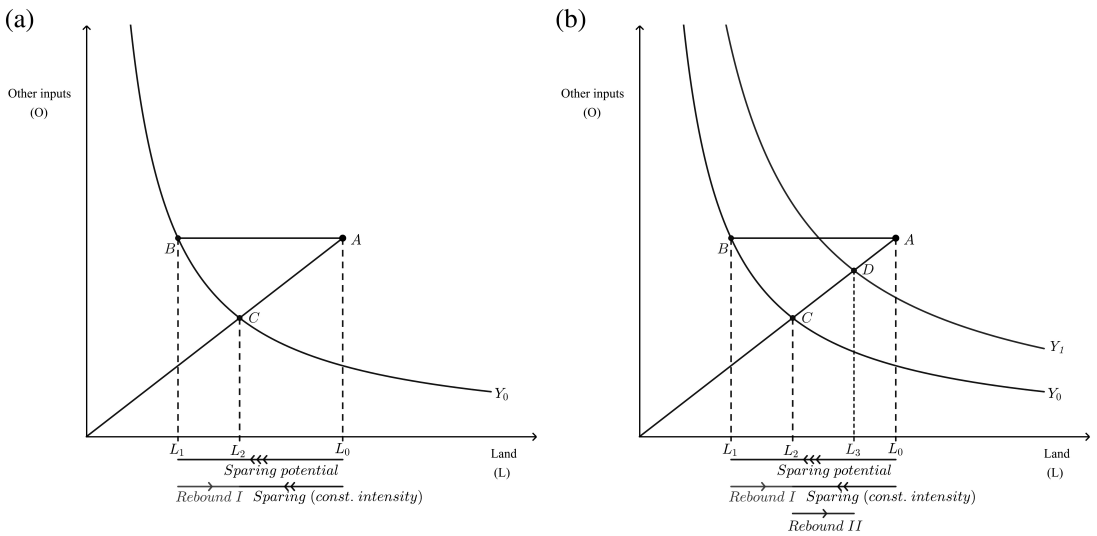 (a)
Other inputs
(O)
B
A
C
Y₀
L₁
L₂
L₀
Land
(L)
Sparing potential
Rebound I
Sparing (const. intensity)
(b)
Other inputs
(O)
B
A
D
C
Y₁
Y₀
L₁
L₂
L₃
L₀
Land
(L)
Sparing potential
Rebound I
Sparing (const. intensity)
Rebound II